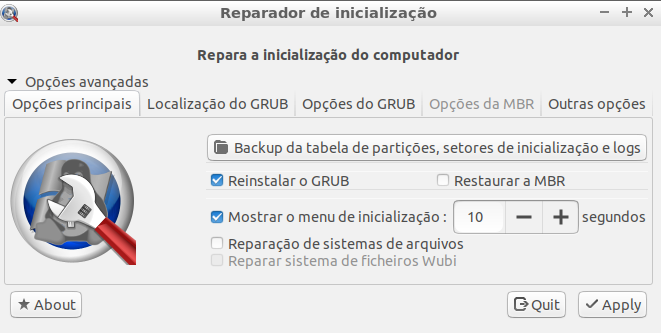 Reparador de inicialização
Repara a inicialização do computador
Opções avançadas
Opções principais Localização do GRUB Opções do GRUB Opções da MBR Outras opções
Backup da tabela de partições, setores de inicialização e logs
Reinstalar o GRUB Restaurar a MBR
Mostrar o menu de inicialização : 10 segundos
Reparação de sistemas de arquivos
Reparar sistema de ficheiros Wubi
About Quit Apply